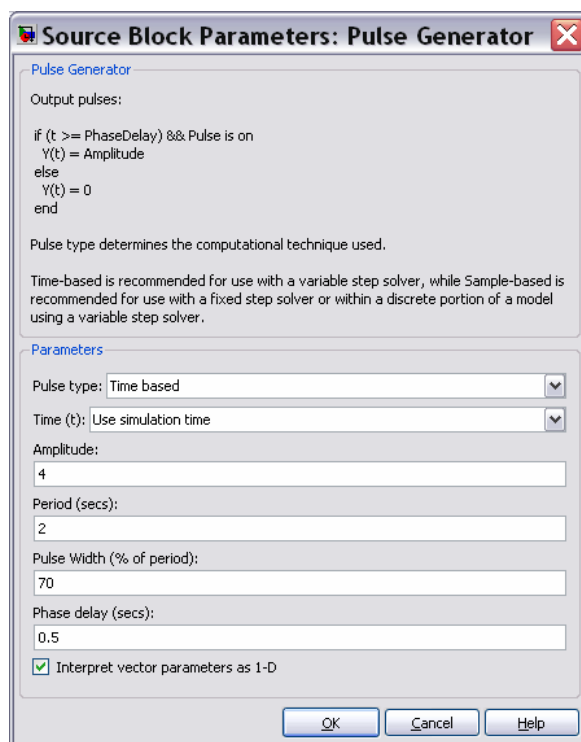 Source Block Parameters: Pulse Generator
Pulse Generator
Output pulses:
if (t >= PhaseDelay) && Pulse is on
Y(t) = Amplitude
else
Y(t) = 0
end
Pulse type determines the computational technique used.
Time-based is recommended for use with a variable step solver, while Sample-based is
recommended for use with a fixed step solver or within a discrete portion of a model
using a variable step solver.
Parameters
Pulse type: Time based
Time (t): Use simulation time
Amplitude:
4
Period (secs):
2
Pulse Width (% of period):
70
Phase delay (secs):
0.5
Interpret vector parameters as 1-D
OK Cancel Help